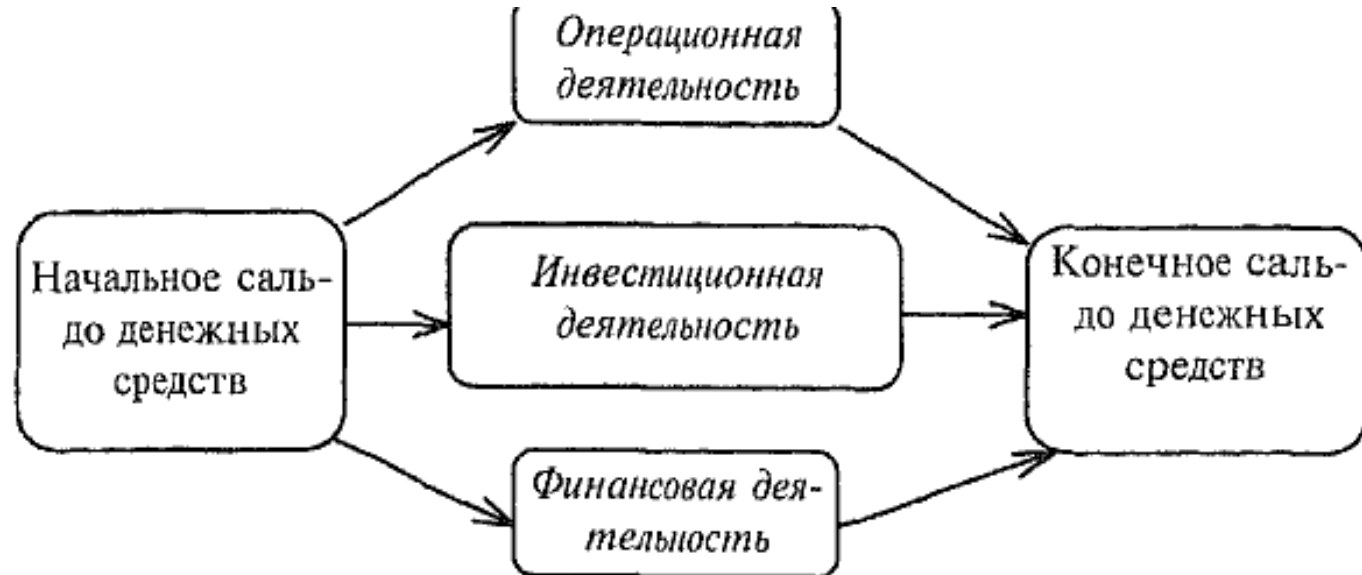 Операционная
деятельность
Начальное саль-
до денежных
средств
Инвестиционная
деятельность
Конечное саль-
до денежных
средств
Финансовая дея-
тельность